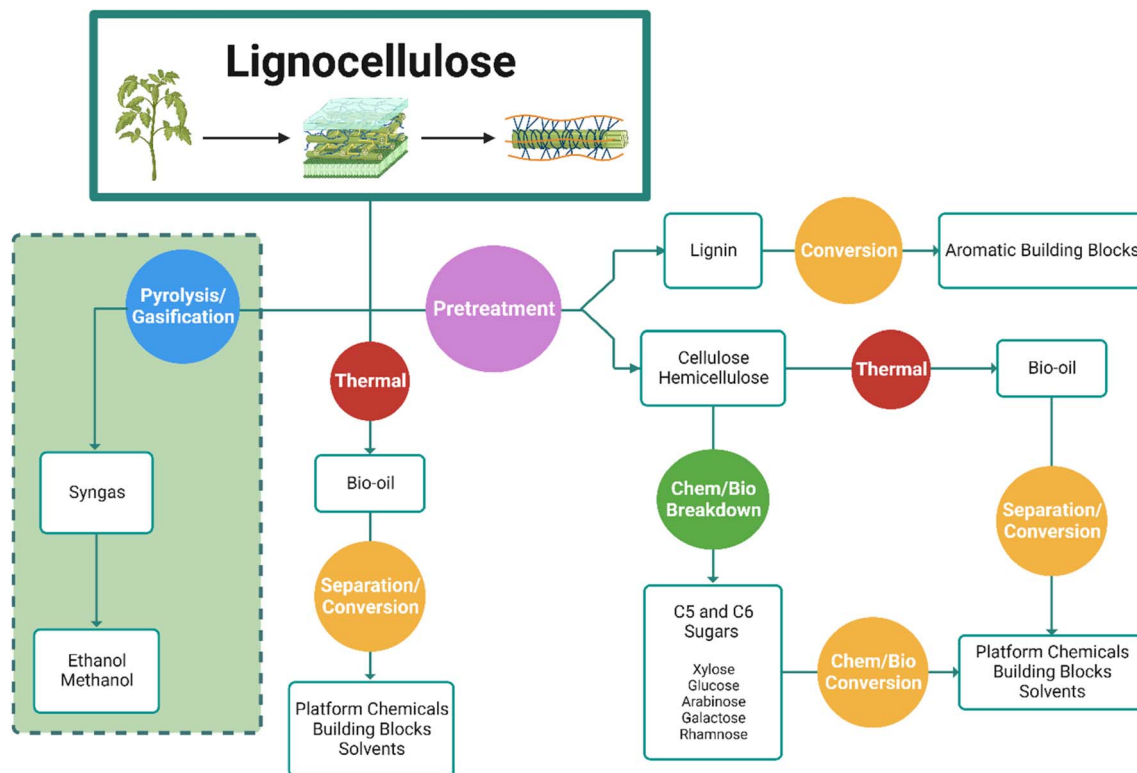 Lignocellulose
Pyrolysis/
Gasification
Syngas
Ethanol
Methanol
Thermal
Bio-oil
Separation/
Conversion
Platform Chemicals
Building Blocks
Solvents
Pretreatment
Lignin
Conversion
Aromatic Building Blocks
Cellulose
Hemicellulose
Thermal
Bio-oil
Separation/
Conversion
Chem/Bio
Breakdown
C5 and C6
Sugars
Xylose
Glucose
Arabinose
Galactose
Rhamnose
Chem/Bio
Conversion
Platform Chemicals
Building Blocks
Solvents